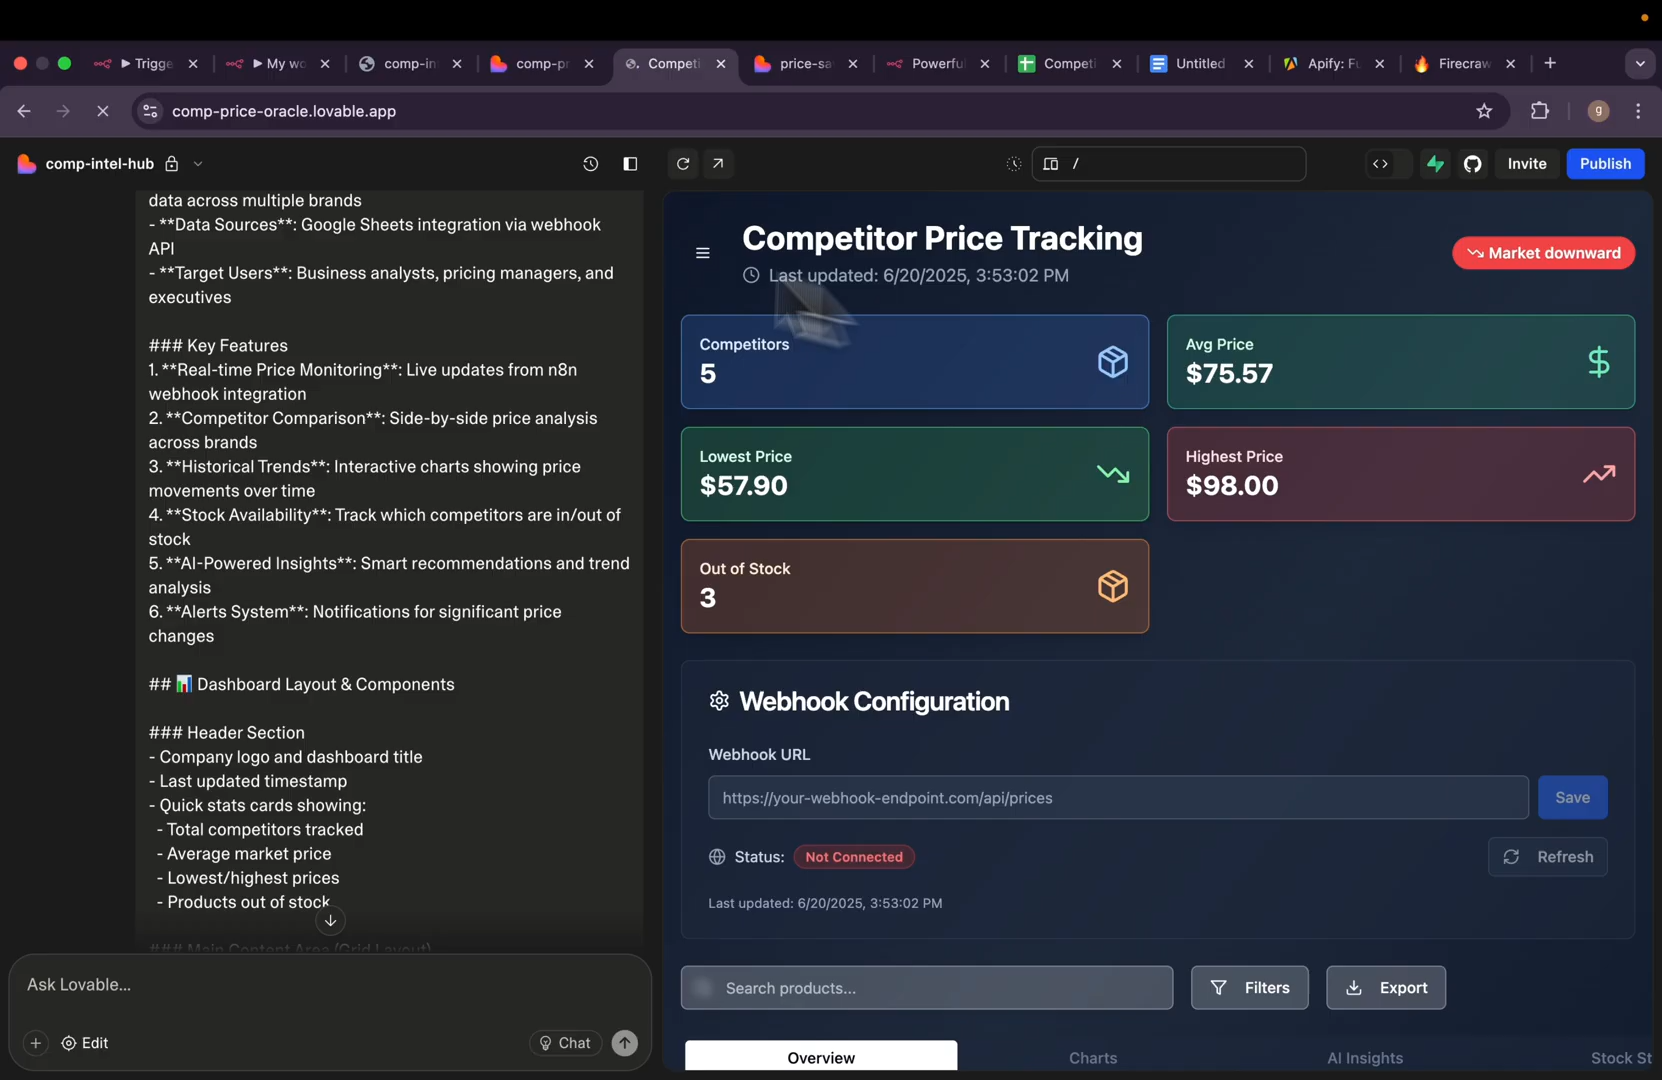 Trigge
My wo
comp-in
comp-pr
Competi
price-sa
Powerful
Competi
Untitled
Apify: Fu
Firecraw
comp-price-oracle.lovable.app
g
comp-intel-hub
/
Invite
Publish
data across multiple brands
- **Data Sources**: Google Sheets integration via webhook
API
- **Target Users**: Business analysts, pricing managers, and
executives
### Key Features
1. **Real-time Price Monitoring**: Live updates from n8n
webhook integration
2. **Competitor Comparison**: Side-by-side price analysis
across brands
3. **Historical Trends**: Interactive charts showing price
movements over time
4. **Stock Availability**: Track which competitors are in/out of
stock
5. **AI-Powered Insights**: Smart recommendations and trend
analysis
6. **Alerts System**: Notifications for significant price
changes
## 📊 Dashboard Layout & Components
### Header Section
- Company logo and dashboard title
- Last updated timestamp
- Quick stats cards showing:
- Total competitors tracked
- Average market price
- Lowest/highest prices
- Products out of stock
### Main Content Area (Grid Layout)
Ask Lovable...
Edit
Chat
Competitor Price Tracking
Last updated: 6/20/2025, 3:53:02 PM
Market downward
Competitors
5
Avg Price
$75.57
Lowest Price
$57.90
Highest Price
$98.00
Out of Stock
3
Webhook Configuration
Webhook URL
https://your-webhook-endpoint.com/api/prices
Save
Status: Not Connected
Refresh
Last updated: 6/20/2025, 3:53:02 PM
Search products...
Filters
Export
Overview
Charts
AI Insights
Stock St